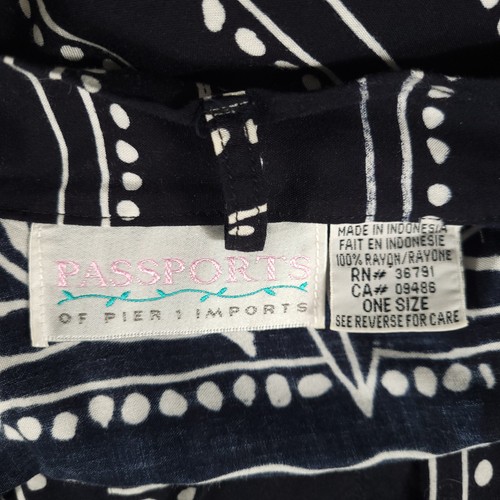 PASSPORTS
OF PIER 1 IMPORTS
MADE IN INDONESIA
FAIT EN INDONESIE
100% RAYON/RAYONE
RN# 36791
CA# 09486
ONE SIZE
SEE REVERSE FOR CARE